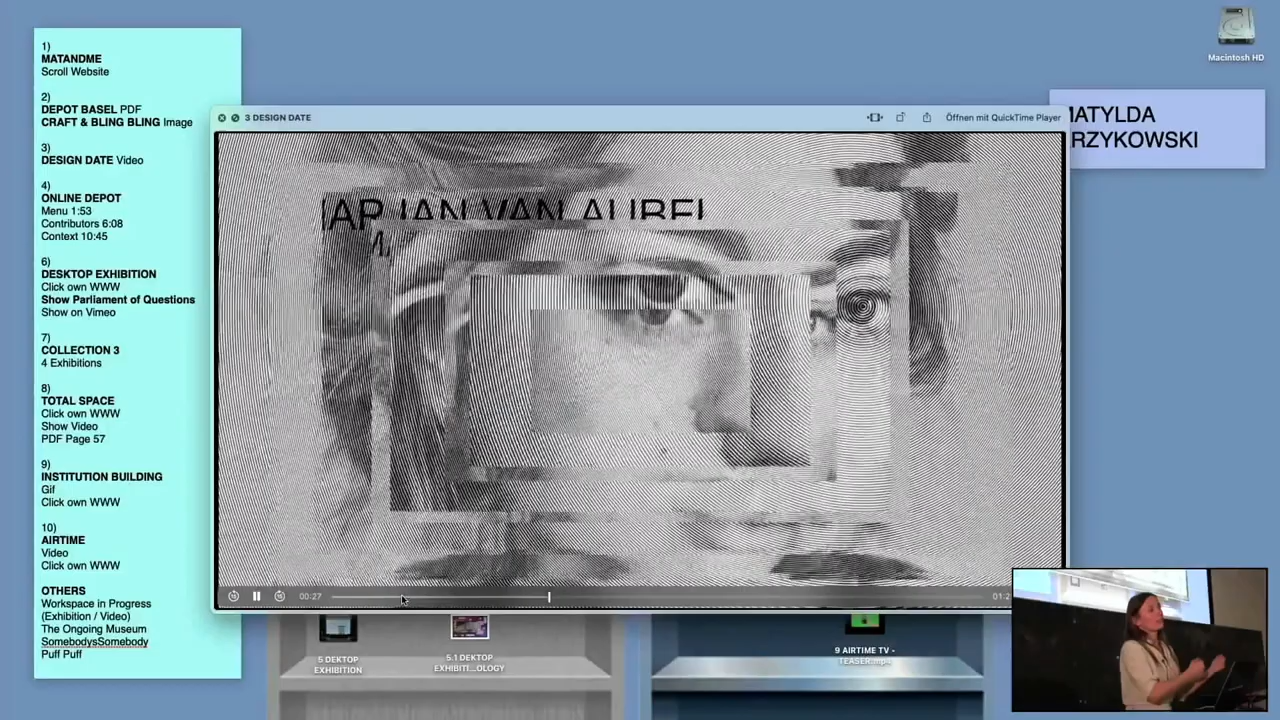 1)
MATANDME
Scroll Website
2)
DEPOT BASEL PDF
CRAFT & BLING BLING Image
3)
DESIGN DATE Video
4)
ONLINE DEPOT
Menu 1:53
Contributors 6:08
Context 10:45
6)
DESKTOP EXHIBITION
Click own WWW
Show Parliament of Questions
Show on Vimeo
7)
COLLECTION 3
4 Exhibitions
8)
TOTAL SPACE
Click own WWW
Show Video
PDF Page 57
9)
INSTITUTION BUILDING
Gif
Click own WWW
10)
AIRTIME
Video
Click own WWW
OTHERS
Workspace in Progress
(Exhibition / Video)
The Ongoing Museum
SomebodysSomebody
Puff Puff
3 DESIGN DATE
Öffnen mit QuickTime Player
JAN VAN
00:27
5 DEKTOP
EXHIBITION
5.1 DEKTOP
EXHIBITI...OLOGY
9 AIRTIME TV -
TEASER.mp4
Macintosh HD
MATYLDA
RZYKOWSKI